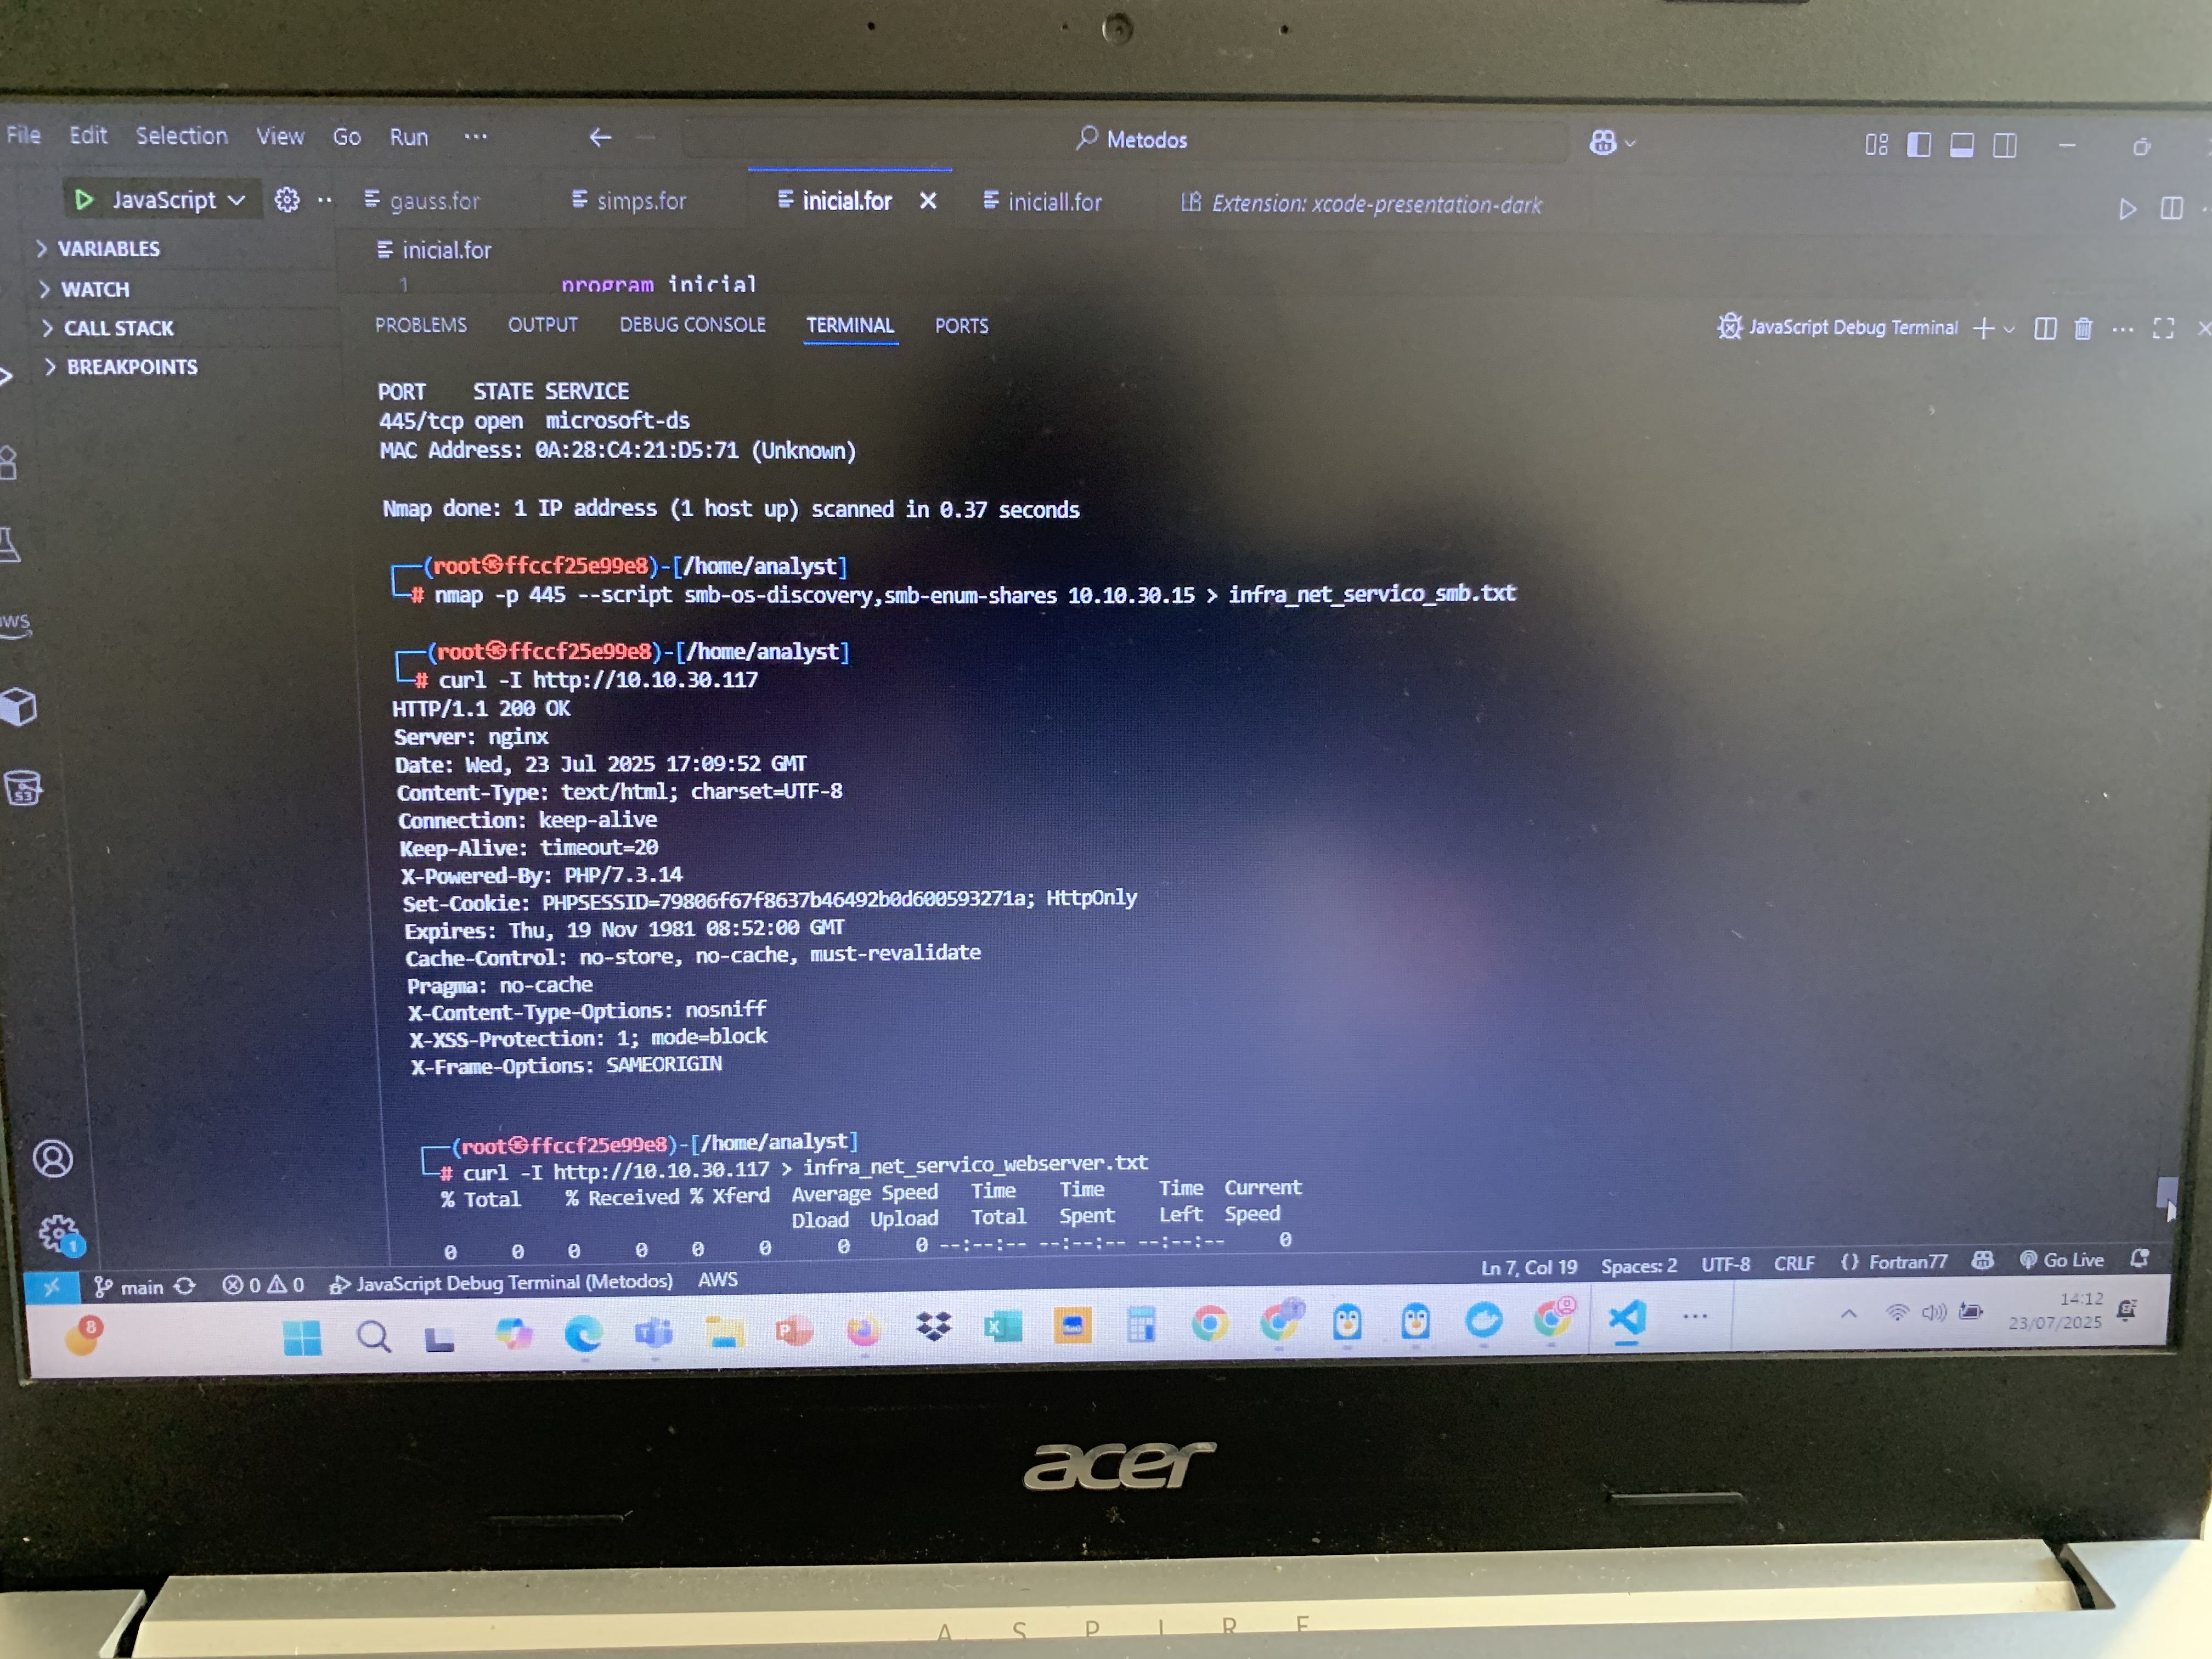 File Edit Selection View Go Run ··· Metodos
JavaScript gauss.for simps.for inicial.for iniciall.for Extension: xcode-presentation-dark
VARIABLES
WATCH
CALL STACK
BREAKPOINTS
inicial.for
1 program inicial
PROBLEMS OUTPUT DEBUG CONSOLE TERMINAL PORTS
JavaScript Debug Terminal
PORT STATE SERVICE
445/tcp open microsoft-ds
MAC Address: 0A:28:C4:21:D5:71 (Unknown)
Nmap done: 1 IP address (1 host up) scanned in 0.37 seconds
(root㉿ffccf25e99e8)-[/home/analyst]
# nmap -p 445 --script smb-os-discovery,smb-enum-shares 10.10.30.15 > infra_net_servico_smb.txt
(root㉿ffccf25e99e8)-[/home/analyst]
# curl -I http://10.10.30.117
HTTP/1.1 200 OK
Server: nginx
Date: Wed, 23 Jul 2025 17:09:52 GMT
Content-Type: text/html; charset=UTF-8
Connection: keep-alive
Keep-Alive: timeout=20
X-Powered-By: PHP/7.3.14
Set-Cookie: PHPSESSID=79806f67f8637b46492b0d600593271a; HttpOnly
Expires: Thu, 19 Nov 1981 08:52:00 GMT
Cache-Control: no-store, no-cache, must-revalidate
Pragma: no-cache
X-Content-Type-Options: nosniff
X-XSS-Protection: 1; mode=block
X-Frame-Options: SAMEORIGIN
(root㉿ffccf25e99e8)-[/home/analyst]
# curl -I http://10.10.30.117 > infra_net_servico_webserver.txt
% Total % Received % Xferd Average Speed Time Time Time Current
Dload Upload Total Spent Left Speed
0 0 0 0 0 0 0 0 --:--:-- --:--:-- --:--:-- 0
aws
S3
1
main 0 0 JavaScript Debug Terminal (Metodos) AWS Ln 7, Col 19 Spaces: 2 UTF-8 CRLF {} Fortran77 Go Live
8
14:12
23/07/2025
acer
ASPIRE